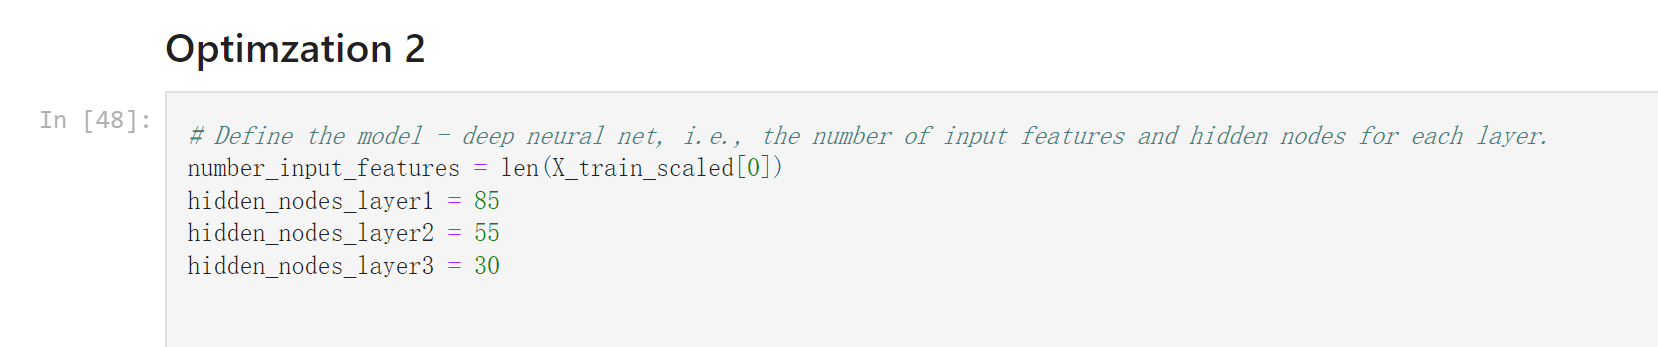 Optimzation 2
In [48]:
# Define the model - deep neural net, i.e., the number of input features and hidden nodes for each layer.
number_input_features = len(X_train_scaled[0])
hidden_nodes_layer1 = 85
hidden_nodes_layer2 = 55
hidden_nodes_layer3 = 30